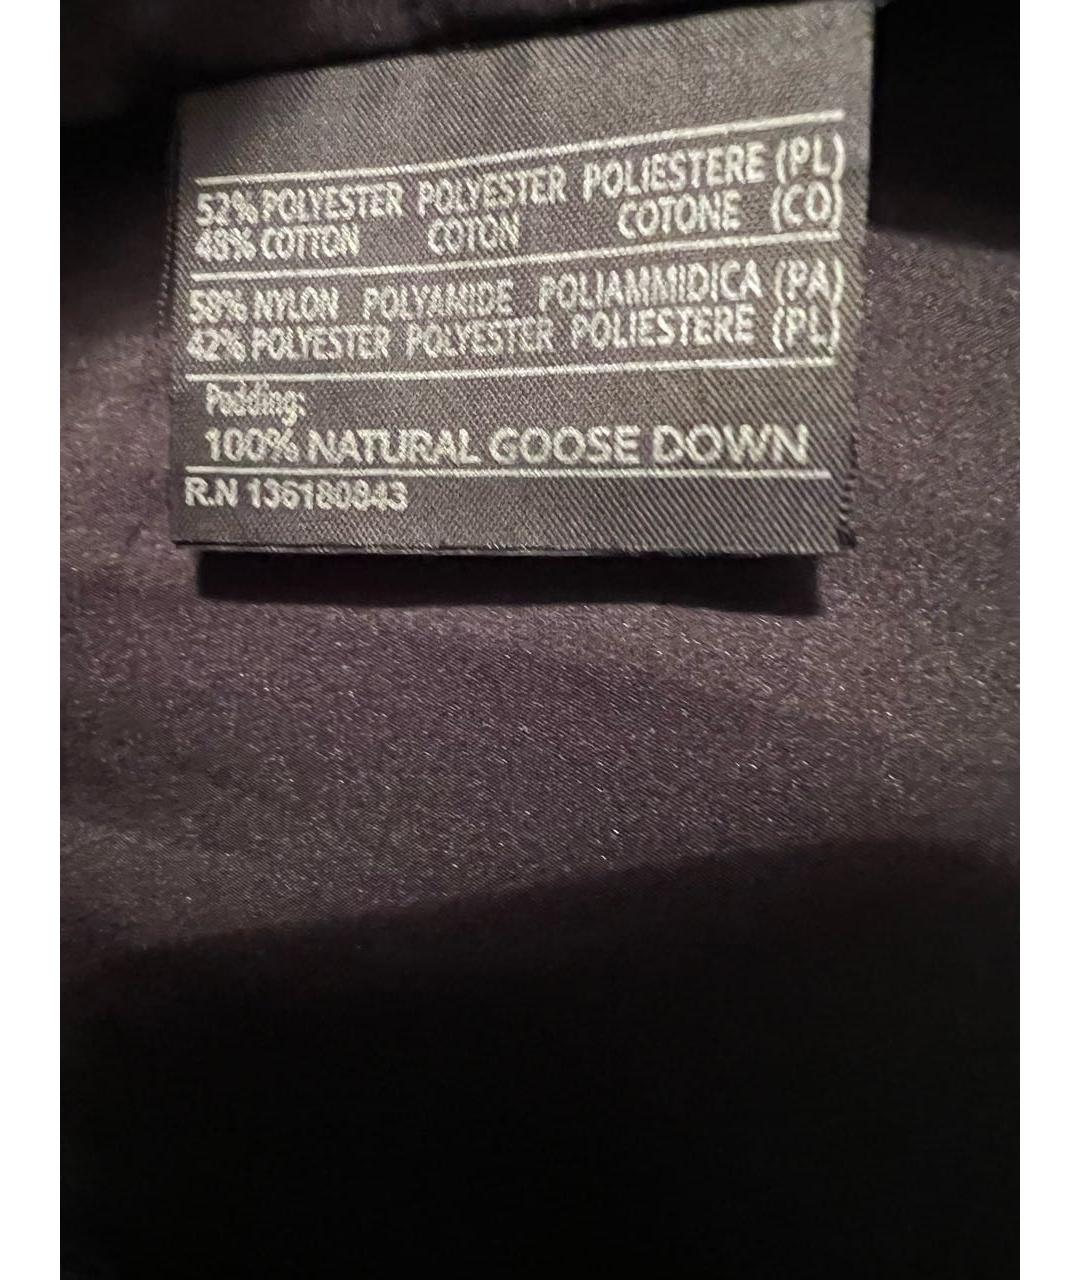 52% POLYESTER POLYESTER POLIESTERE (PL)
48% COTTON COTON COTONE (CO)
58% NYLON POLYAMIDE POLIAMMIDICA (PA)
42% POLYESTER POLYESTER POLIESTERE (PL)
Padding:
100% NATURAL GOOSE DOWN
R.N 136180843